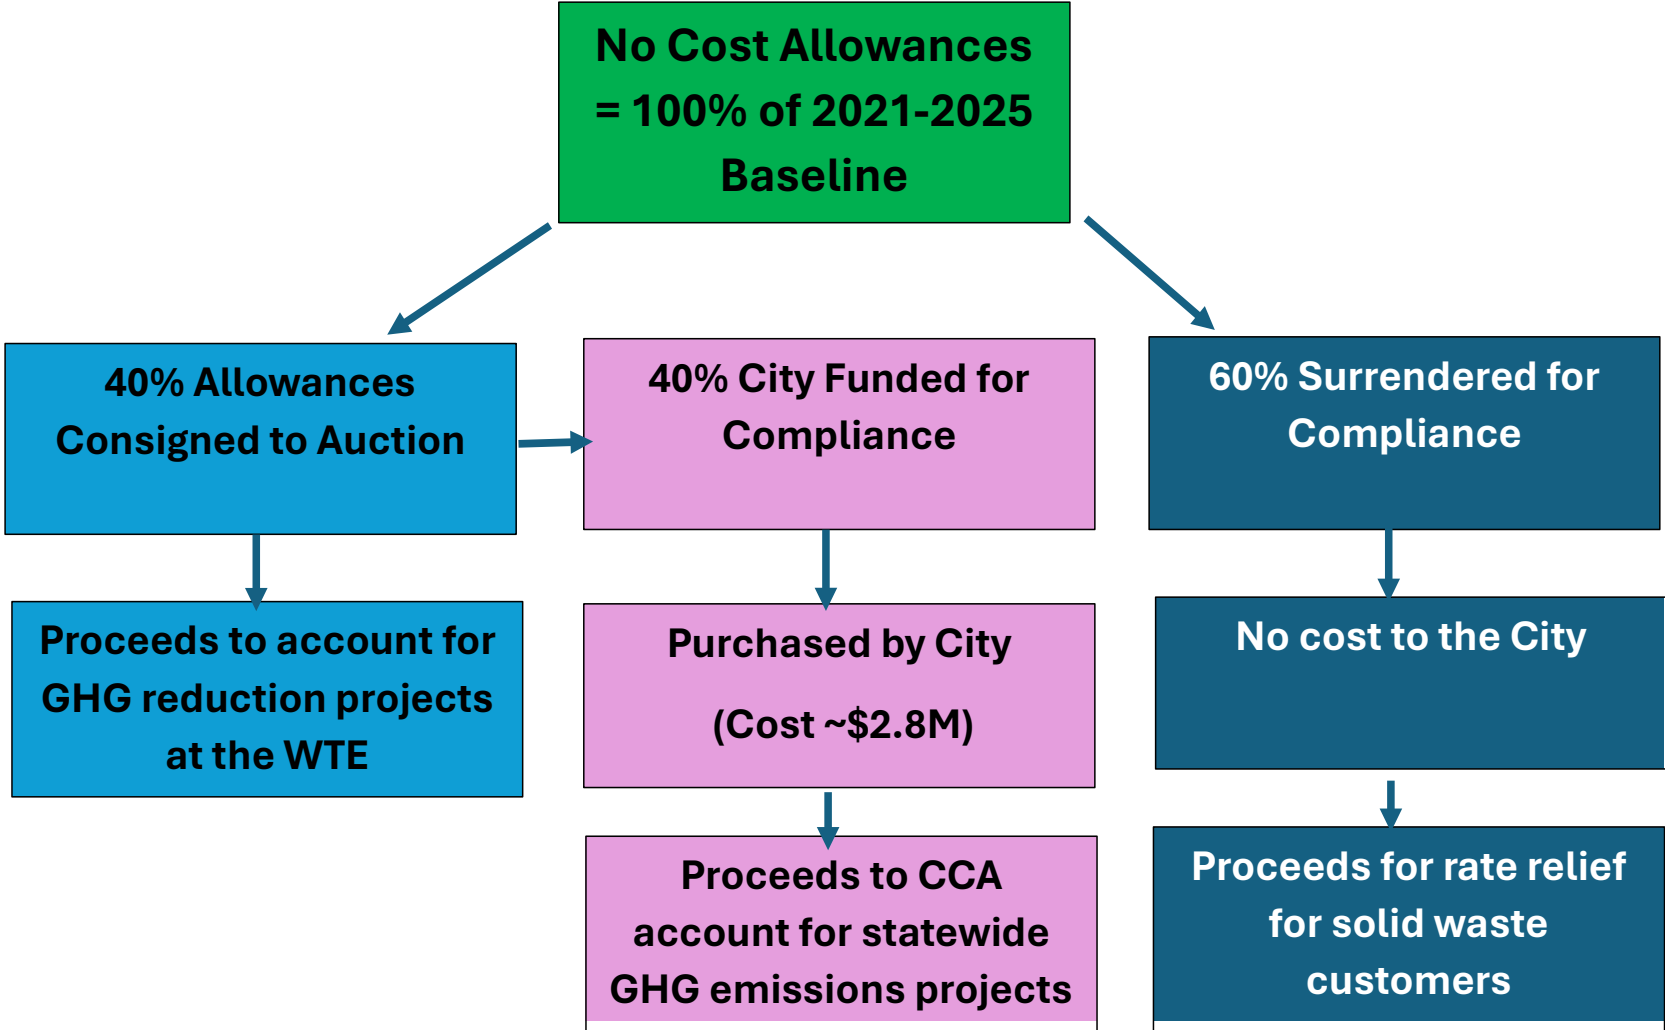 No Cost Allowances
= 100% of 2021-2025
Baseline
40% Allowances
Consigned to Auction
40% City Funded for
Compliance
60% Surrendered for
Compliance
Proceeds to account for
GHG reduction projects
at the WTE
Purchased by City
(Cost ~$2.8M)
No cost to the City
Proceeds to CCA
account for statewide
GHG emissions projects
Proceeds for rate relief
for solid waste
customers